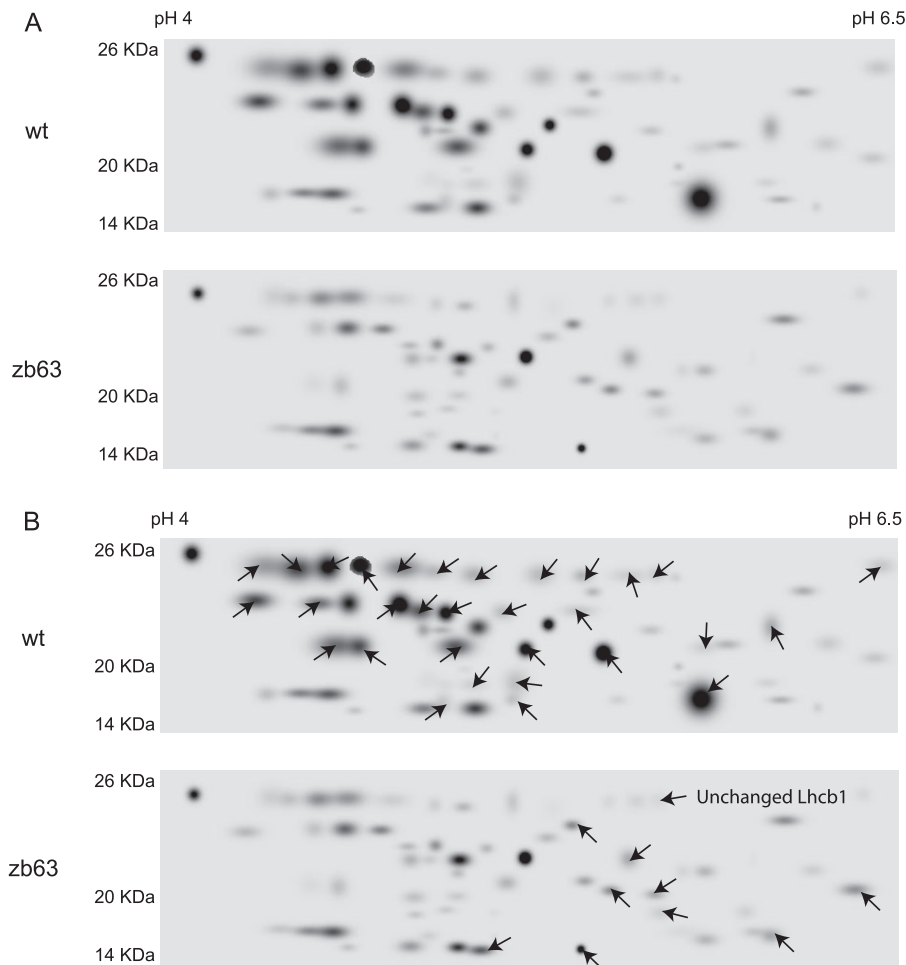 A
pH 4
pH 6.5
26 KDa
wt
20 KDa
14 KDa
26 KDa
zb63
20 KDa
14 KDa
B
pH 4
pH 6.5
26 KDa
wt
20 KDa
14 KDa
26 KDa
Unchanged Lhcb1
zb63
20 KDa
14 KDa